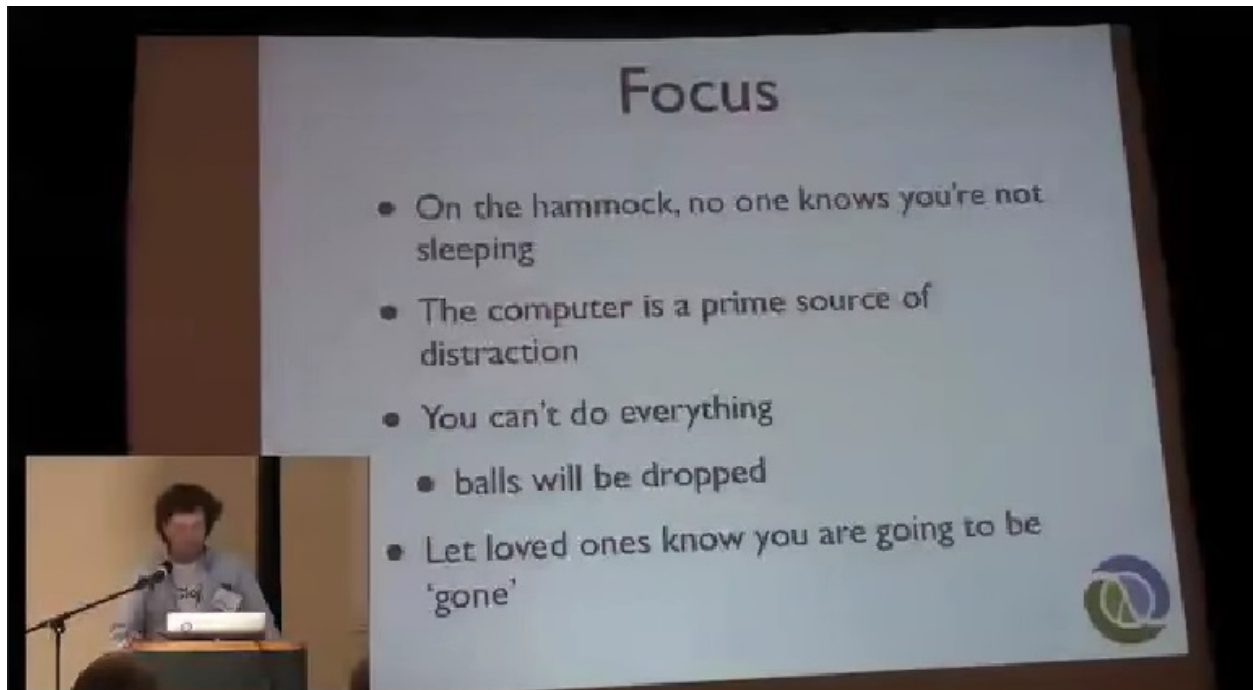 Focus
• On the hammock, no one knows you're not
sleeping
• The computer is a prime source of
distraction
• You can't do everything
• balls will be dropped
• Let loved ones know you are going to be
'gone'